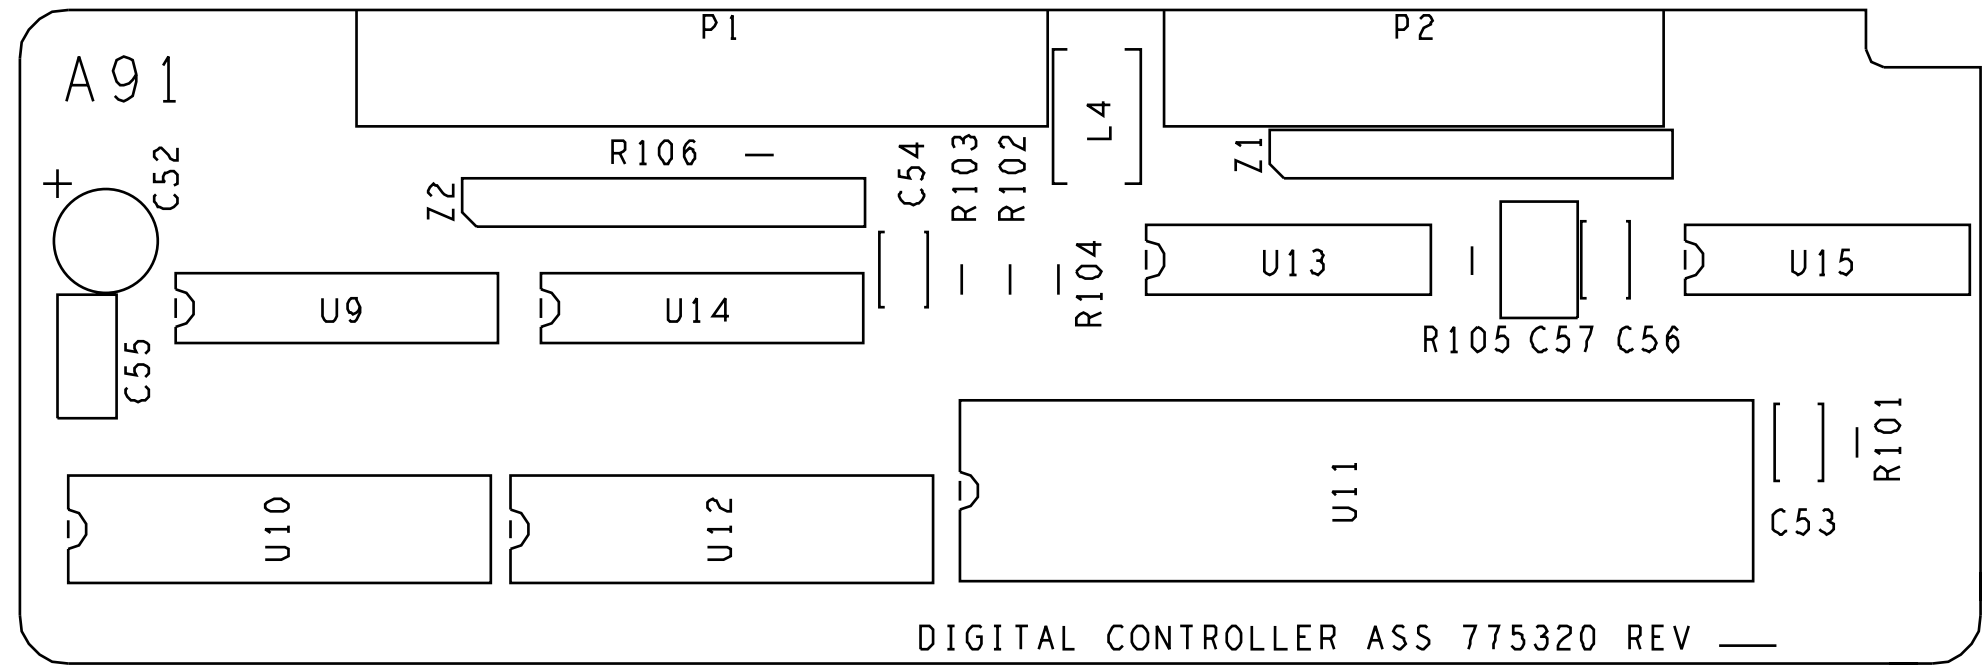 P1
P2
A91
L4
R106
C52
C54
R103
R102
Z1
Z2
R104
U13
U15
U9
U14
R105
C57
C56
C55
R101
U10
U12
U11
C53
DIGITAL CONTROLLER ASS 775320 REV